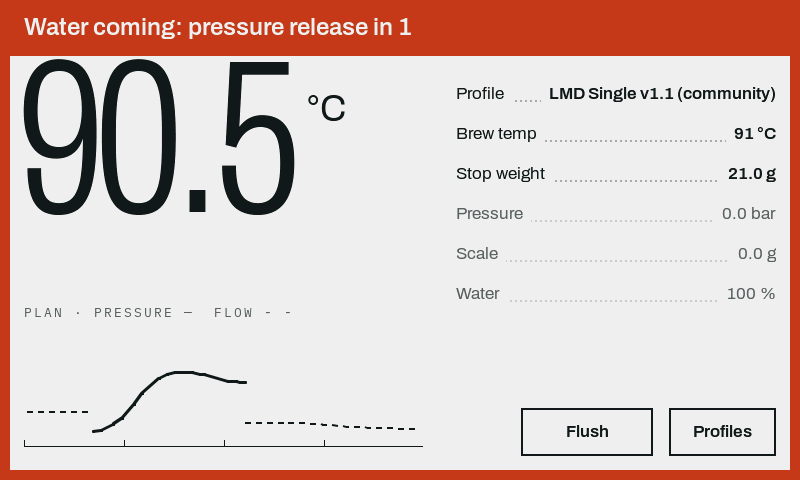 Water coming: pressure release in 1
90.5 °C
Profile LMD Single v1.1 (community)
Brew temp 91 °C
Stop weight 21.0 g
Pressure 0.0 bar
Scale 0.0 g
Water 100 %
PLAN · PRESSURE — FLOW - -
Flush
Profiles